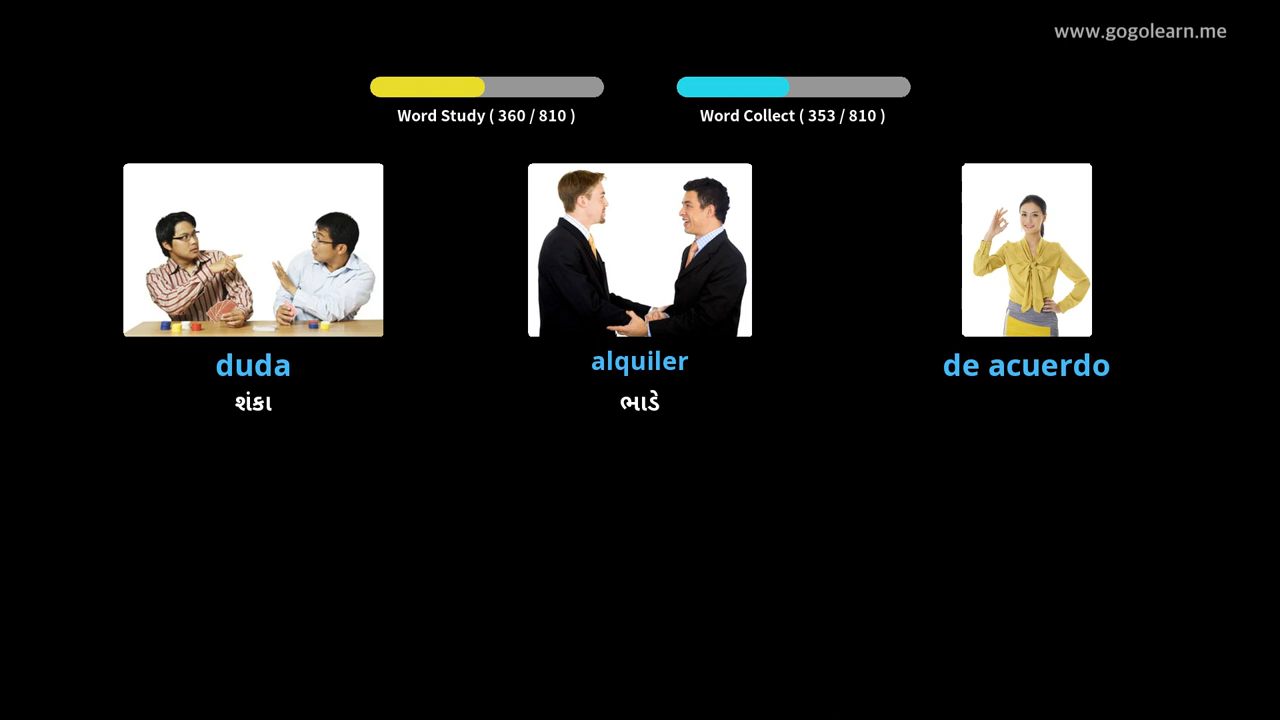 www.gogolearn.me
Word Study ( 360 / 810 )
Word Collect ( 353 / 810 )
duda
alquiler
de acuerdo
શંકા
ભાડે